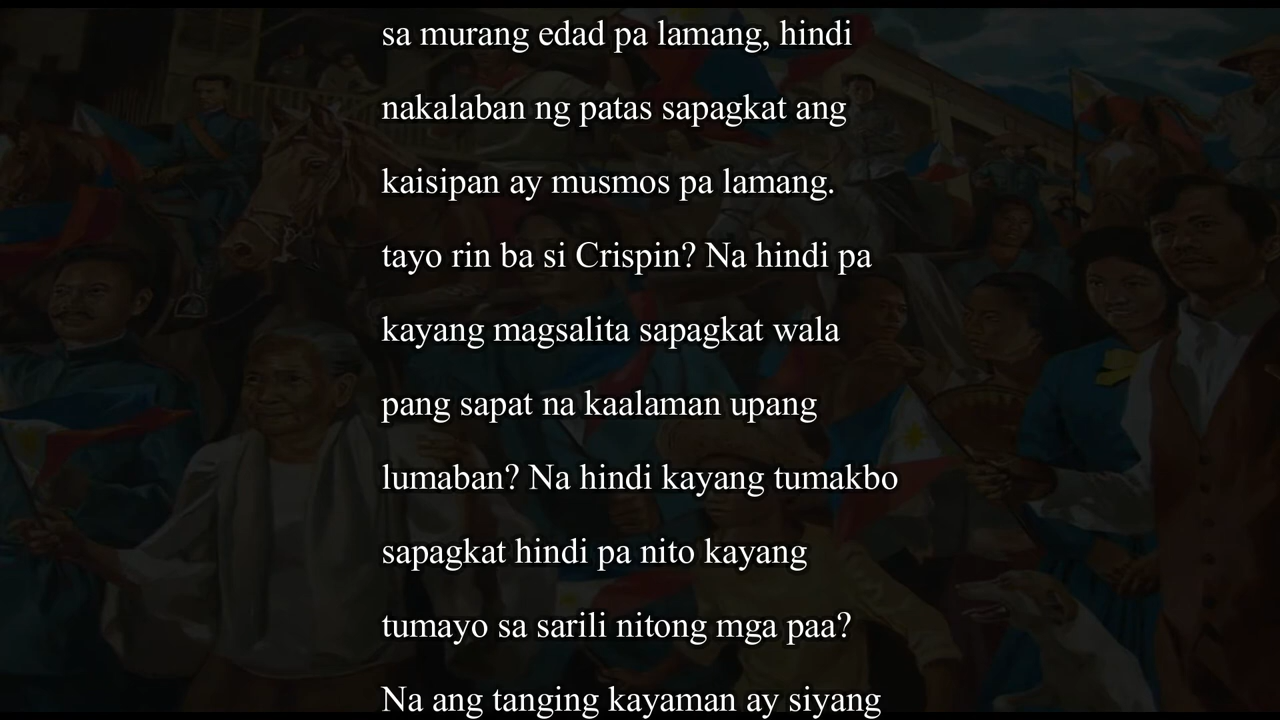 sa murang edad pa lamang, hindi
nakalaban ng patas sapagkat ang
kaisipan ay musmos pa lamang.
tayo rin ba si Crispin? Na hindi pa
kayang magsalita sapagkat wala
pang sapat na kaalaman upang
lumaban? Na hindi kayang tumakbo
sapagkat hindi pa nito kayang
tumayo sa sarili nitong mga paa?
Na ang tanging kayaman ay siyang